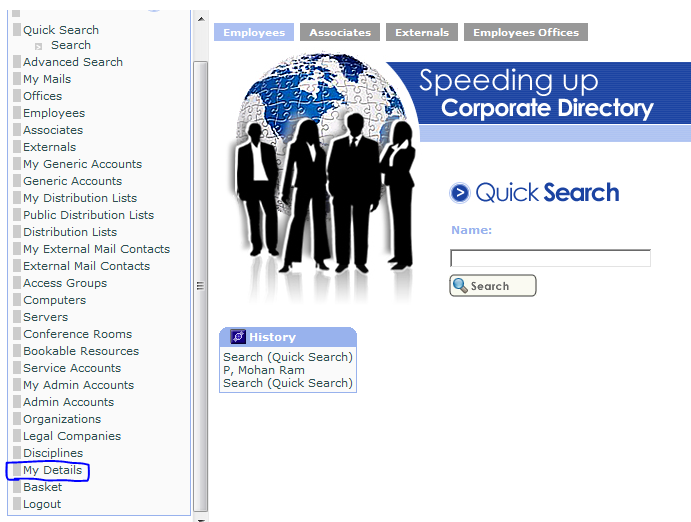 Quick Search
Search
Advanced Search
My Mails
Offices
Employees
Associates
Externals
My Generic Accounts
Generic Accounts
My Distribution Lists
Public Distribution Lists
Distribution Lists
My External Mail Contacts
External Mail Contacts
Access Groups
Computers
Servers
Conference Rooms
Bookable Resources
Service Accounts
My Admin Accounts
Admin Accounts
Organizations
Legal Companies
Disciplines
My Details
Basket
Logout
Employees Associates Externals Employees Offices
Speeding up
Corporate Directory
Quick Search
Name:
Search
History
Search (Quick Search)
P, Mohan Ram
Search (Quick Search)